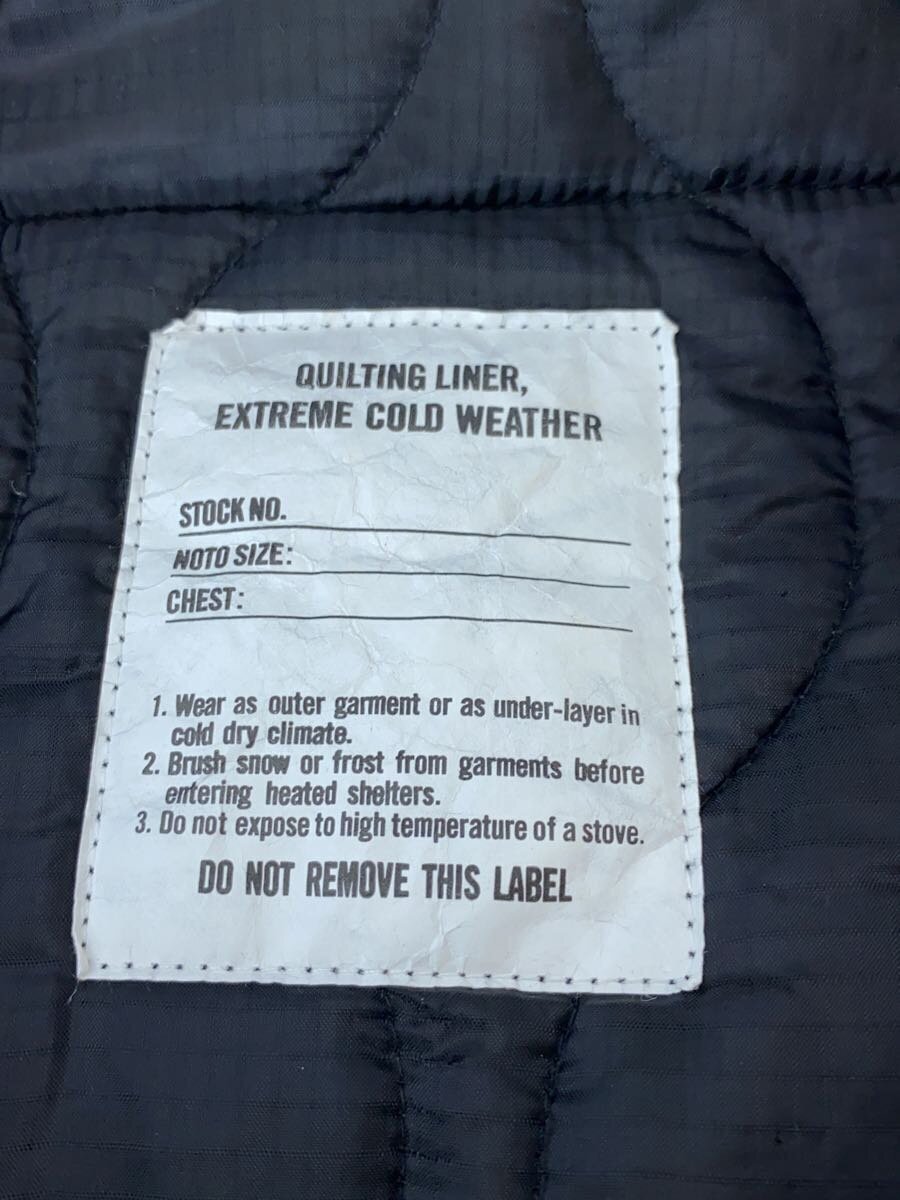 QUILTING LINER,
EXTREME COLD WEATHER
STOCK NO.
NOTO SIZE:
CHEST:
1. Wear as outer garment or as under-layer in
cold dry climate.
2. Brush snow or frost from garments before
entering heated shelters.
3. Do not expose to high temperature of a stove.
DO NOT REMOVE THIS LABEL